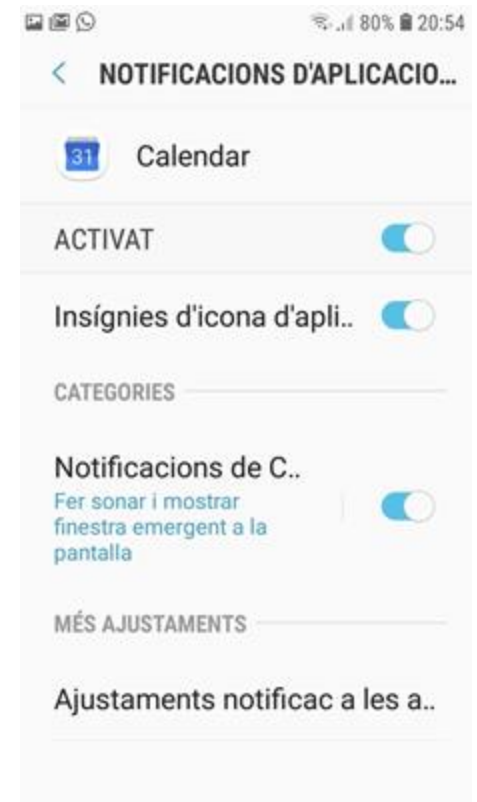 80% 20:54
NOTIFICACIONS D'APLICACIO...
31 Calendar
ACTIVAT
Insígnies d'icona d'apli..
CATEGORIES
Notificacions de C..
Fer sonar i mostrar
finestra emergent a la
pantalla
MÉS AJUSTAMENTS
Ajustaments notificac a les a..